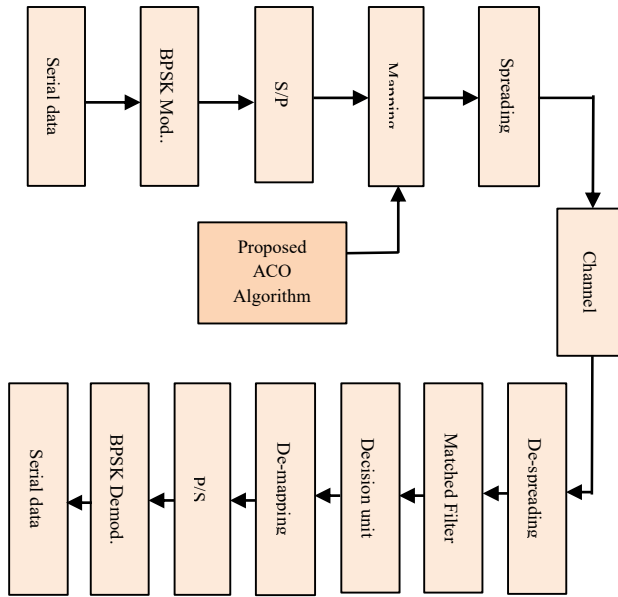 Serial data
BPSK Mod..
S/P
Mapping
Spreading
Proposed
ACO
Algorithm
Channel
Serial data
BPSK Demod.
P/S
De-mapping
Decision unit
Matched Filter
De-spreading